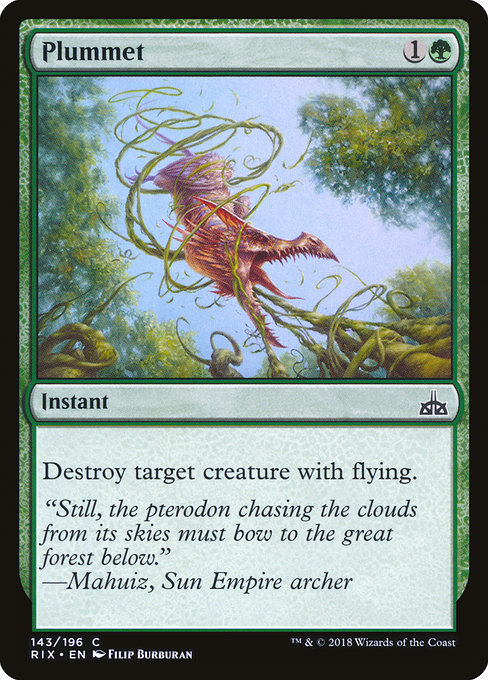 Plummet 1
Instant
Destroy target creature with flying.
“Still, the pterodon chasing the clouds
from its skies must bow to the great
forest below.”
—Mahuiz, Sun Empire archer
143/196 C
RIX • EN Filip Burburan
™ & © 2018 Wizards of the Coast